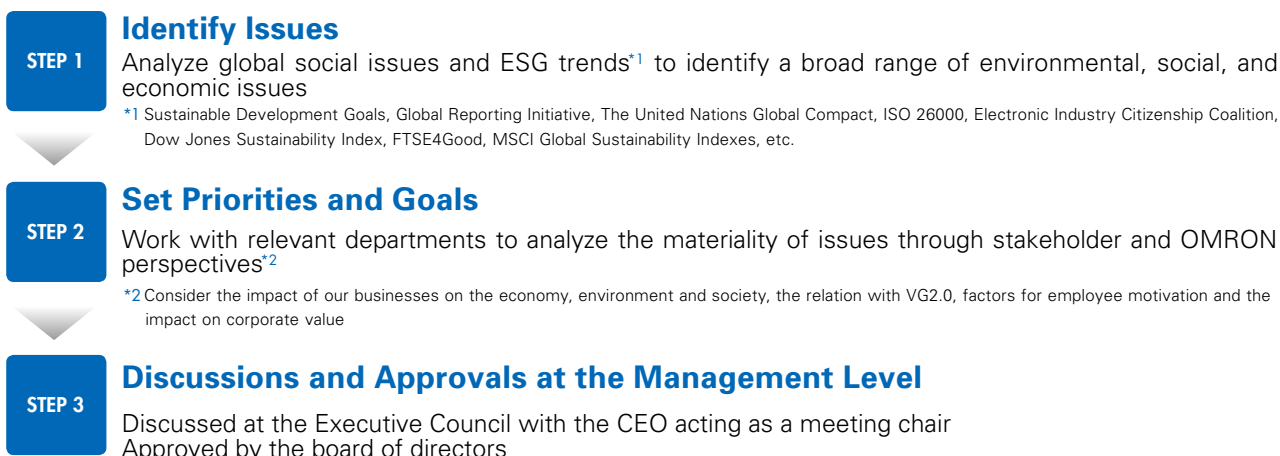 STEP 1
Identify Issues
Analyze global social issues and ESG trends*1 to identify a broad range of environmental, social, and
economic issues
*1 Sustainable Development Goals, Global Reporting Initiative, The United Nations Global Compact, ISO 26000, Electronic Industry Citizenship Coalition,
Dow Jones Sustainability Index, FTSE4Good, MSCI Global Sustainability Indexes, etc.
STEP 2
Set Priorities and Goals
Work with relevant departments to analyze the materiality of issues through stakeholder and OMRON
perspectives*2
*2 Consider the impact of our businesses on the economy, environment and society, the relation with VG2.0, factors for employee motivation and the
impact on corporate value
STEP 3
Discussions and Approvals at the Management Level
Discussed at the Executive Council with the CEO acting as a meeting chair
Approved by the board of directors